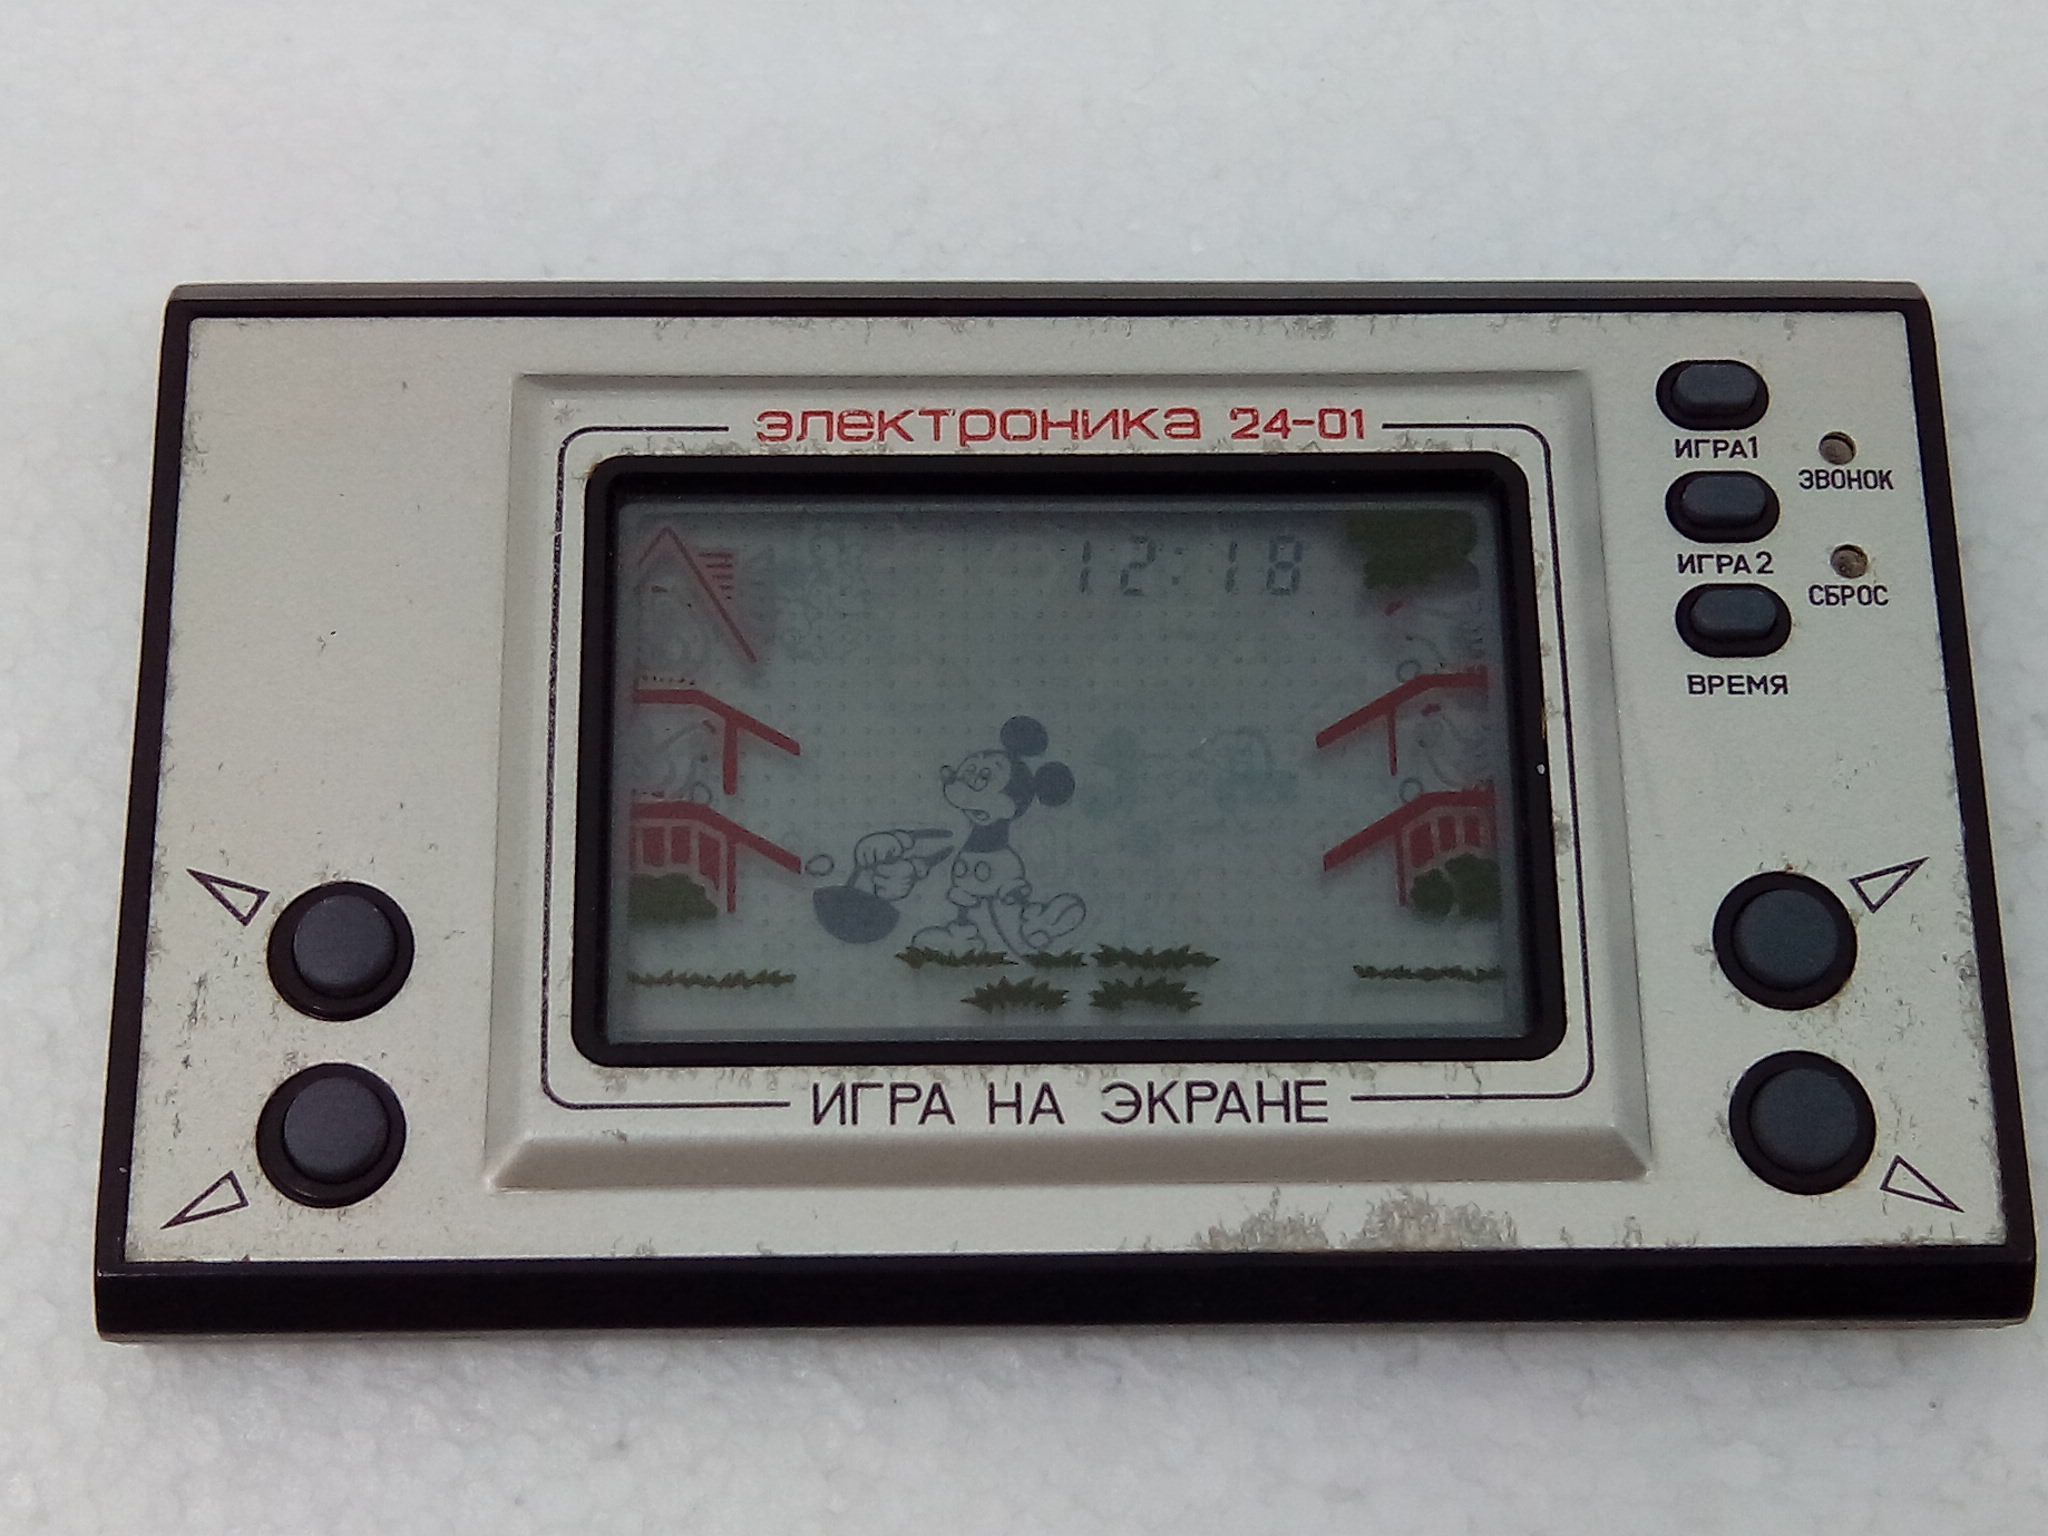 электроника 24-01
12:18
ИГРА1
ЗВОНОК
ИГРА 2
СБРОС
ВРЕМЯ
ИГРА НА ЭКРАНЕ